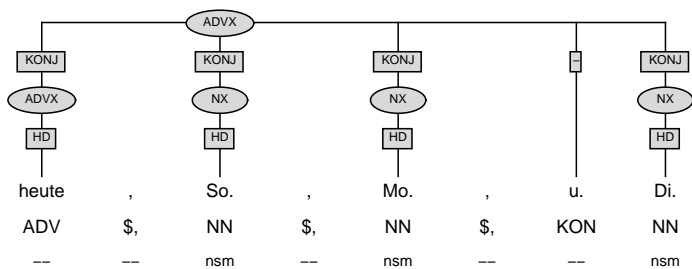 ADVX
KONJ KONJ KONJ – KONJ
ADVX NX NX NX
HD HD HD HD
heute , So. , Mo. , u. Di.
ADV $, NN $, NN $, KON NN
−− −− nsm −− nsm −− −− nsm